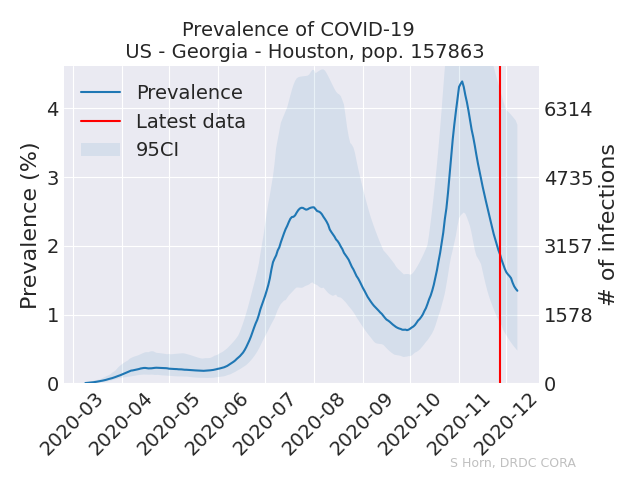 Prevalence of COVID-19
US - Georgia - Houston, pop. 157863
Prevalence
Latest data
95CI
Prevalence (%)
4
3
2
1
0
6314
4735
3157
1578
0
# of infections
2020-03
2020-04
2020-05
2020-06
2020-07
2020-08
2020-09
2020-10
2020-11
2020-12
S Horn, DRDC CORA